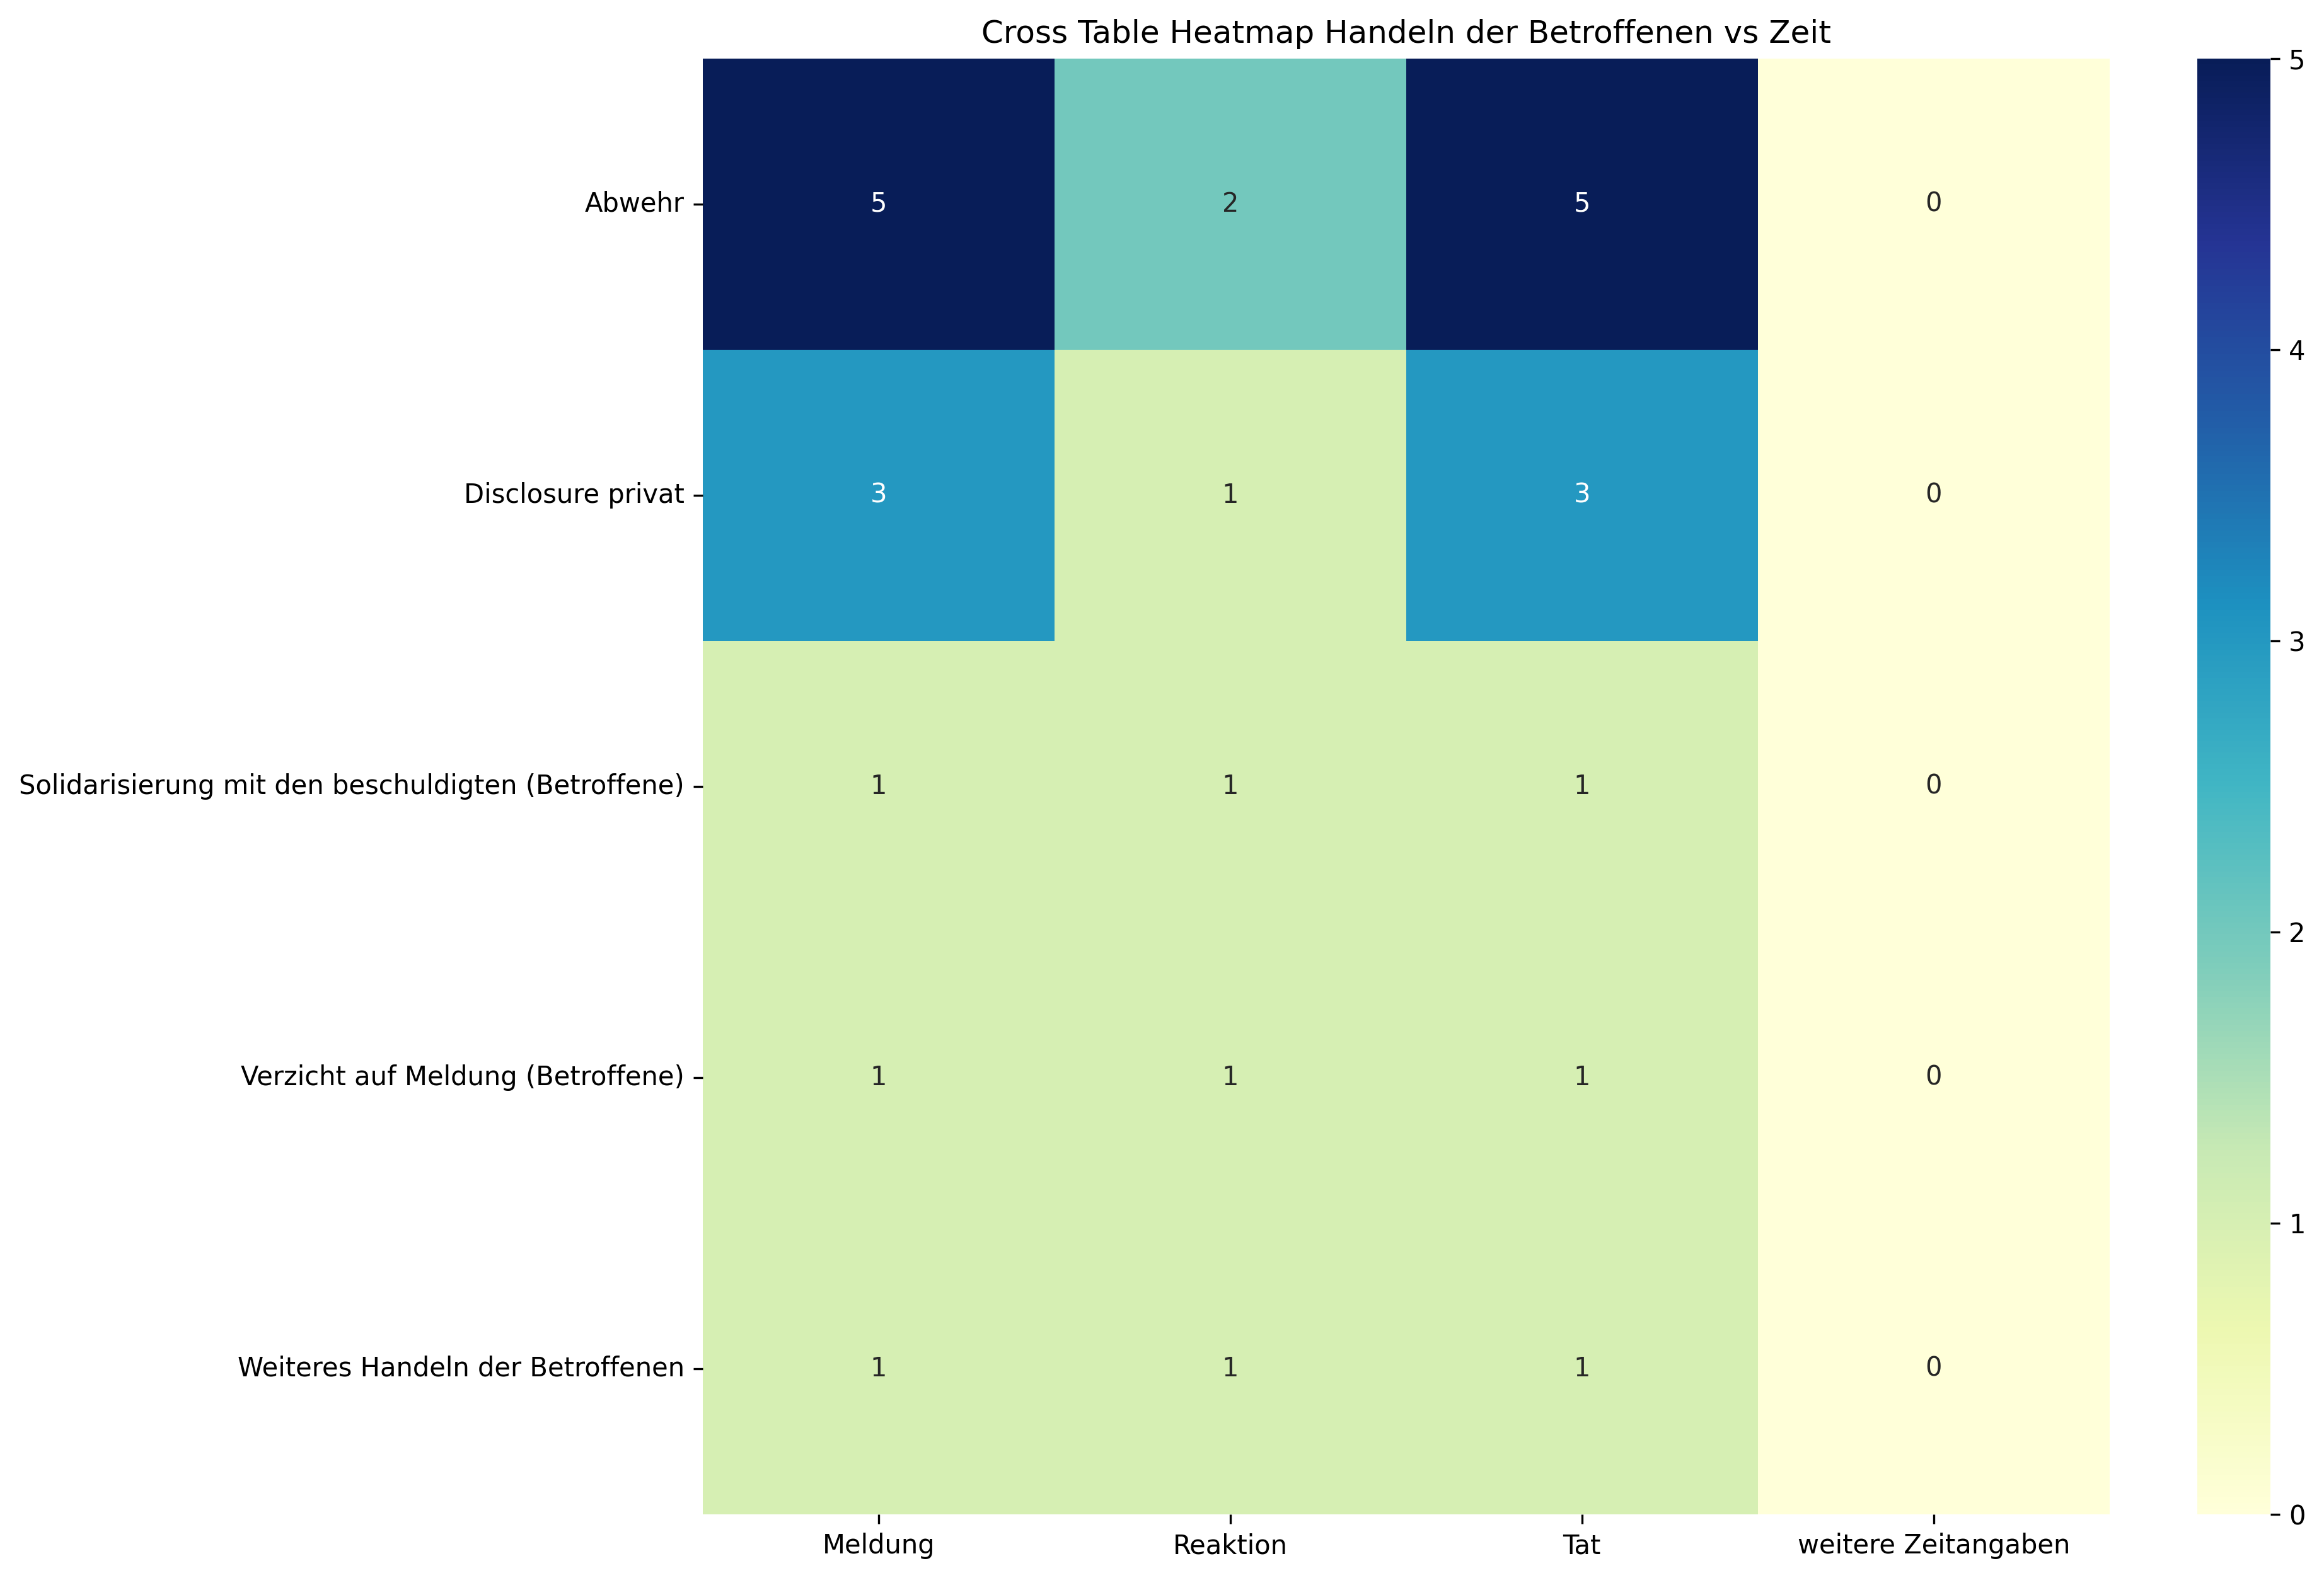 Cross Table Heatmap Handeln der Betroffenen vs Zeit
Abwehr 5 2 5 0
Disclosure privat 3 1 3 0
Solidarisierung mit den beschuldigten (Betroffene) 1 1 1 0
Verzicht auf Meldung (Betroffene) 1 1 1 0
Weiteres Handeln der Betroffenen 1 1 1 0
Meldung Reaktion Tat weitere Zeitangaben
5
4
3
2
1
0